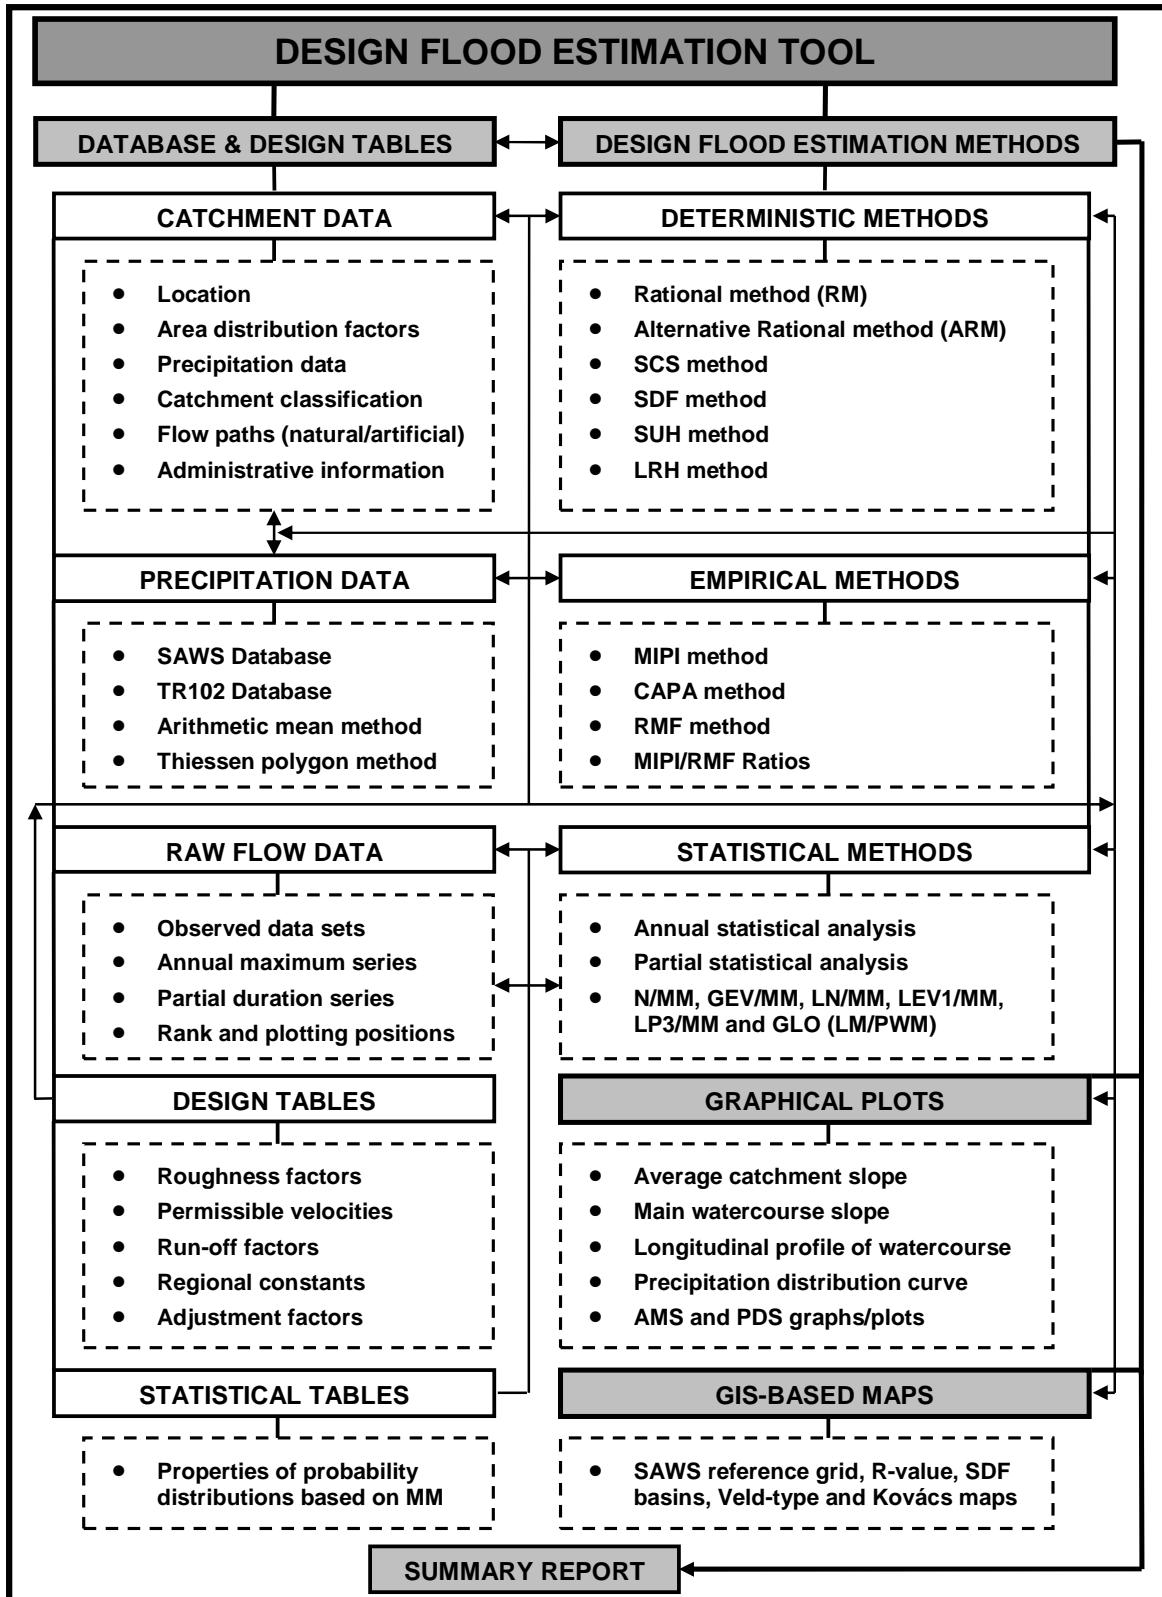 DESIGN FLOOD ESTIMATION TOOL
DATABASE & DESIGN TABLES
DESIGN FLOOD ESTIMATION METHODS
CATCHMENT DATA
● Location
● Area distribution factors
● Precipitation data
● Catchment classification
● Flow paths (natural/artificial)
● Administrative information
DETERMINISTIC METHODS
● Rational method (RM)
● Alternative Rational method (ARM)
● SCS method
● SDF method
● SUH method
● LRH method
PRECIPITATION DATA
● SAWS Database
● TR102 Database
● Arithmetic mean method
● Thiessen polygon method
EMPIRICAL METHODS
● MIPI method
● CAPA method
● RMF method
● MIPI/RMF Ratios
RAW FLOW DATA
● Observed data sets
● Annual maximum series
● Partial duration series
● Rank and plotting positions
STATISTICAL METHODS
● Annual statistical analysis
● Partial statistical analysis
● N/MM, GEV/MM, LN/MM, LEV1/MM,
LP3/MM and GLO (LM/PWM)
DESIGN TABLES
● Roughness factors
● Permissible velocities
● Run-off factors
● Regional constants
● Adjustment factors
GRAPHICAL PLOTS
● Average catchment slope
● Main watercourse slope
● Longitudinal profile of watercourse
● Precipitation distribution curve
● AMS and PDS graphs/plots
STATISTICAL TABLES
● Properties of probability
distributions based on MM
GIS-BASED MAPS
● SAWS reference grid, R-value, SDF
basins, Veld-type and Kovács maps
SUMMARY REPORT